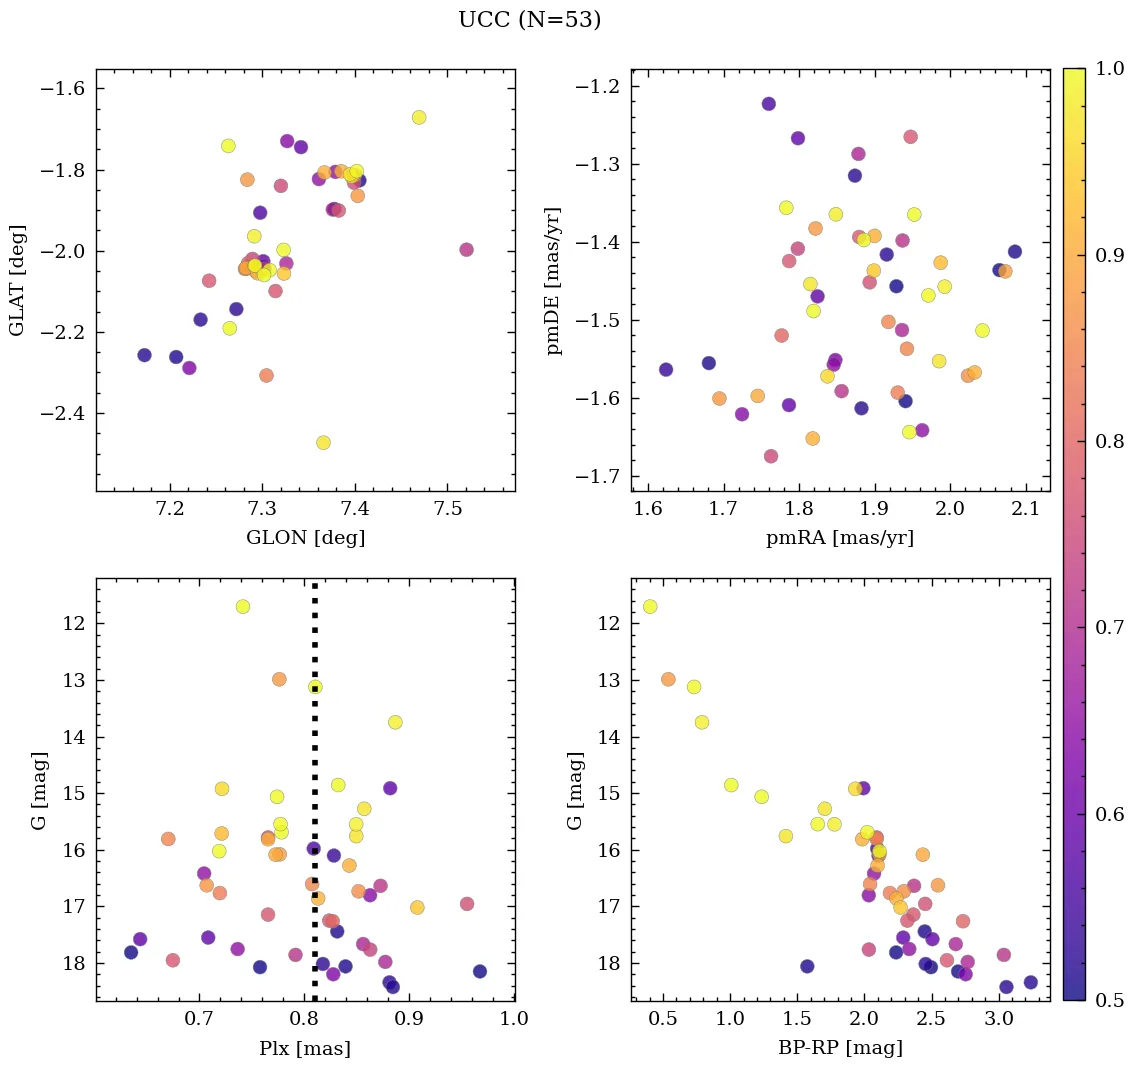 UCC (N=53)
−1.6
−1.8
−2.0
−2.2
−2.4
GLAT [deg]
7.2 7.3 7.4 7.5
GLON [deg]
−1.2
−1.3
−1.4
−1.5
−1.6
−1.7
pmDE [mas/yr]
1.6 1.7 1.8 1.9 2.0 2.1
pmRA [mas/yr]
1.0
0.9
0.8
0.7
0.6
0.5
12
13
14
15
16
17
18
G [mag]
0.7 0.8 0.9 1.0
Plx [mas]
12
13
14
15
16
17
18
G [mag]
0.5 1.0 1.5 2.0 2.5 3.0
BP-RP [mag]